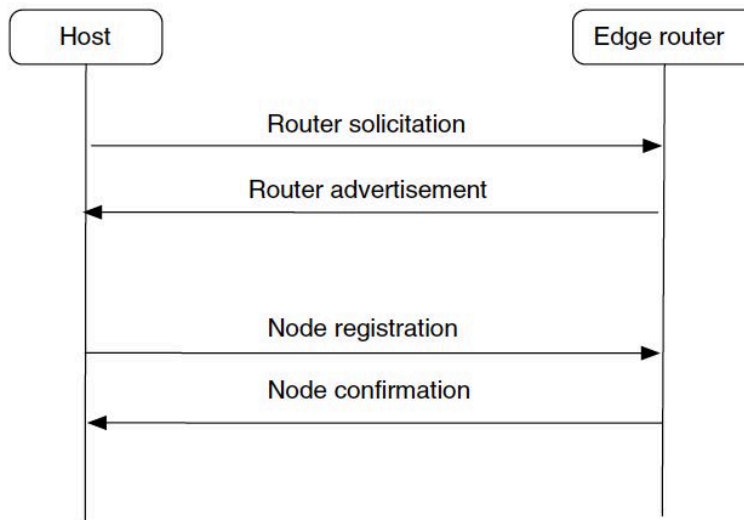 Host
Edge router
Router solicitation
Router advertisement
Node registration
Node confirmation